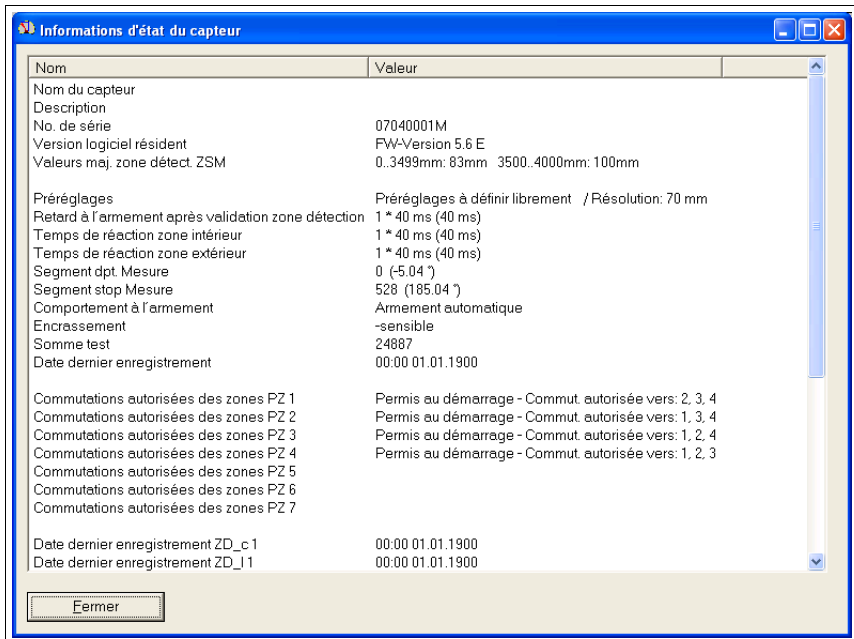 Informations d'état du capteur
Nom Valeur
Nom du capteur
Description
No. de série 07040001M
Version logiciel résident FW-Version 5.6 E
Valeurs maj. zone détect. ZSM 0..3499mm: 83mm 3500..4000mm: 100mm
Préréglages Préréglages à définir librement / Résolution: 70 mm
Retard à l´armement après validation zone détection 1 * 40 ms (40 ms)
Temps de réaction zone intérieur 1 * 40 ms (40 ms)
Temps de réaction zone extérieur 1 * 40 ms (40 ms)
Segment dpt. Mesure 0 (-5.04 °)
Segment stop Mesure 528 (185.04 °)
Comportement à l´armement Armement automatique
Encrassement -sensible
Somme test 24887
Date dernier enregistrement 00:00 01.01.1900
Commutations autorisées des zones PZ 1 Permis au démarrage - Commut. autorisée vers: 2, 3, 4
Commutations autorisées des zones PZ 2 Permis au démarrage - Commut. autorisée vers: 1, 3, 4
Commutations autorisées des zones PZ 3 Permis au démarrage - Commut. autorisée vers: 1, 2, 4
Commutations autorisées des zones PZ 4 Permis au démarrage - Commut. autorisée vers: 1, 2, 3
Commutations autorisées des zones PZ 5
Commutations autorisées des zones PZ 6
Commutations autorisées des zones PZ 7
Date dernier enregistrement ZD_c 1 00:00 01.01.1900
Date dernier enregistrement ZD_l 1 00:00 01.01.1900
Fermer